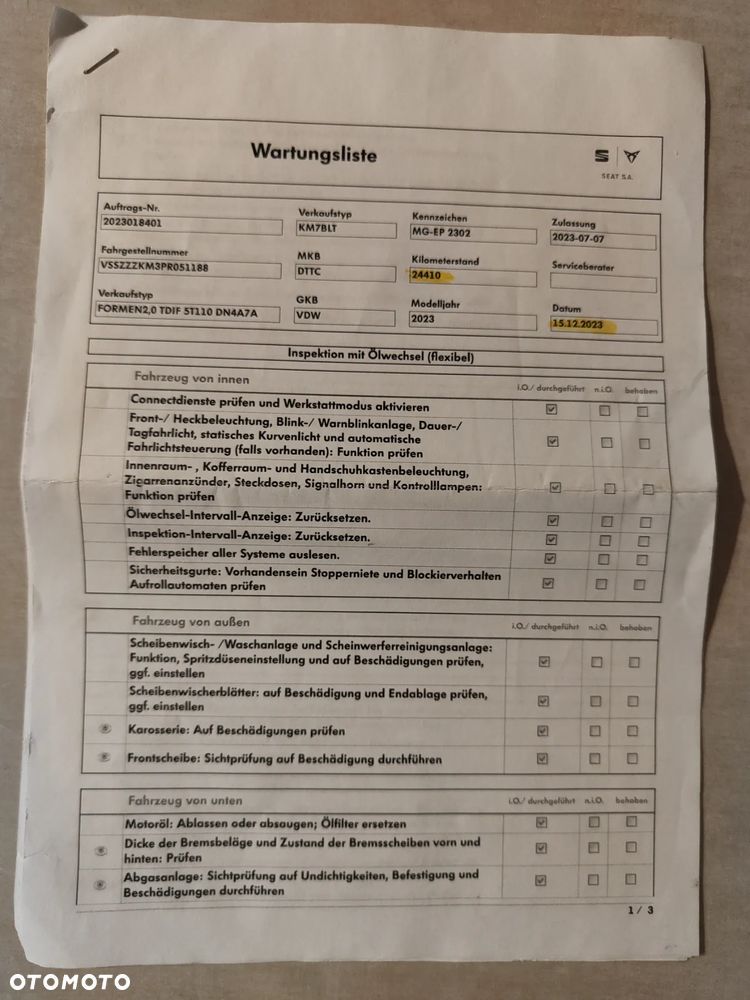 Wartungsliste
SEAT S.A.
Auftrags-Nr.
2023018401
Verkaufstyp
KM7BLT
Kennzeichen
MG-EP 2302
Zulassung
2023-07-07
Fahrgestellnummer
VSSZZZKM3PR051188
MKB
DTTC
Kilometerstand
24410
Serviceberater
Verkaufstyp
FORMEN2,0 TDIF 5T110 DN4A7A
GKB
VDW
Modelljahr
2023
Datum
15.12.2023
Inspektion mit Ölwechsel (flexibel)
Fahrzeug von innen
i.O./ durchgeführt n.i.O. behoben
Connectdienste prüfen und Werkstattmodus aktivieren
Front-/ Heckbeleuchtung, Blink-/ Warnblinkanlage, Dauer-/
Tagfahrlicht, statisches Kurvenlicht und automatische
Fahrlichtsteuerung (falls vorhanden): Funktion prüfen
Innenraum- , Kofferraum- und Handschuhkastenbeleuchtung,
Zigarrenanzünder, Steckdosen, Signalhorn und Kontrolllampen:
Funktion prüfen
Ölwechsel-Intervall-Anzeige: Zurücksetzen.
Inspektion-Intervall-Anzeige: Zurücksetzen.
Fehlerspeicher aller Systeme auslesen.
Sicherheitsgurte: Vorhandensein Stopperniete und Blockierverhalten
Aufrollautomaten prüfen
Fahrzeug von außen
i.O./ durchgeführt n.i.O. behoben
Scheibenwisch- /Waschanlage und Scheinwerferreinigungsanlage:
Funktion, Spritzdüseneinstellung und auf Beschädigungen prüfen,
ggf. einstellen
Scheibenwischerblätter: auf Beschädigung und Endablage prüfen,
ggf. einstellen
Karosserie: Auf Beschädigungen prüfen
Frontscheibe: Sichtprüfung auf Beschädigung durchführen
Fahrzeug von unten
i.O./ durchgeführt n.i.O. behoben
Motoröl: Ablassen oder absaugen; Ölfilter ersetzen
Dicke der Bremsbeläge und Zustand der Bremsscheiben vorn und
hinten: Prüfen
Abgasanlage: Sichtprüfung auf Undichtigkeiten, Befestigung und
Beschädigungen durchführen
1 / 3
OTOMOTO